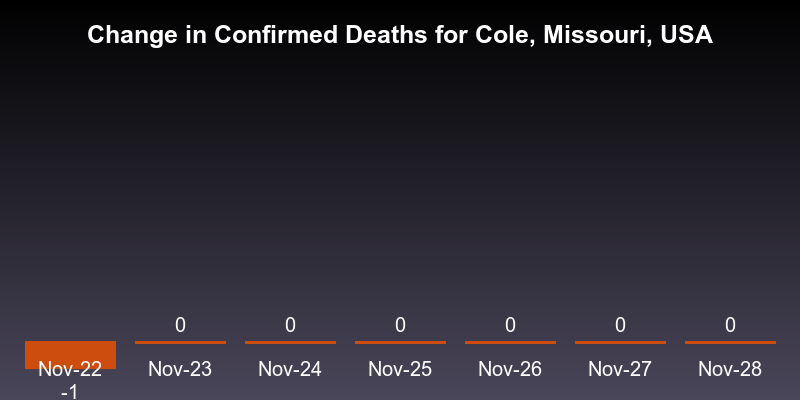 Change in Confirmed Deaths for Cole, Missouri, USA
0 0 0 0 0 0
Nov-22 Nov-23 Nov-24 Nov-25 Nov-26 Nov-27 Nov-28
-1